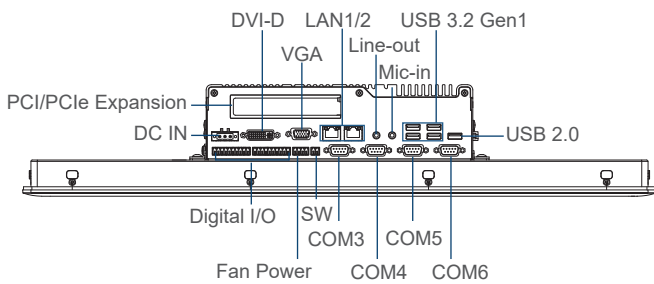 DVI-D LAN1/2 USB 3.2 Gen1
VGA Line-out
Mic-in
PCI/PCIe Expansion
DC IN USB 2.0
Digital I/O SW
COM3 COM5
Fan Power COM4 COM6